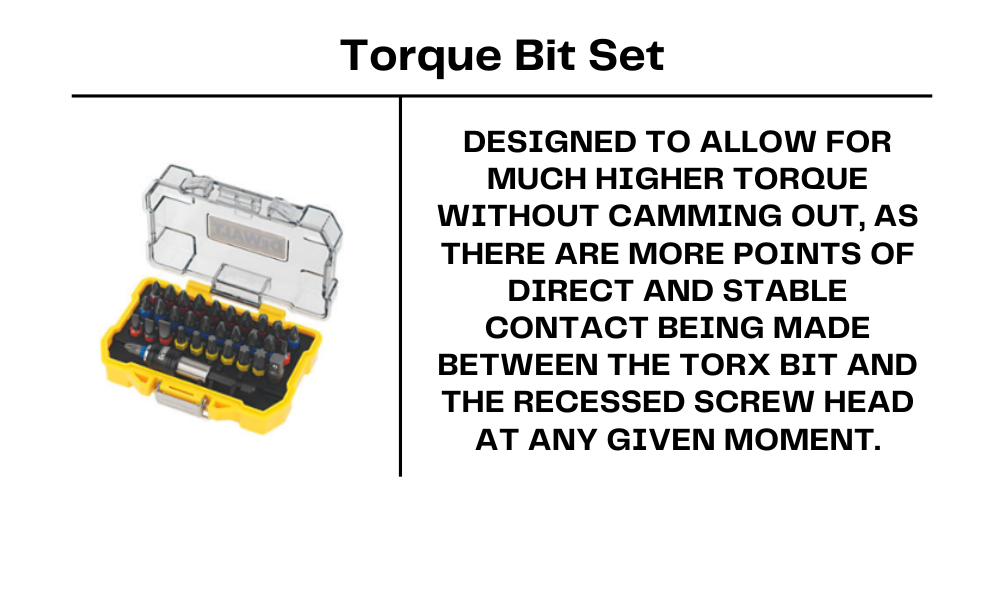 Torque Bit Set
DESIGNED TO ALLOW FOR
MUCH HIGHER TORQUE
WITHOUT CAMMING OUT, AS
THERE ARE MORE POINTS OF
DIRECT AND STABLE
CONTACT BEING MADE
BETWEEN THE TORX BIT AND
THE RECESSED SCREW HEAD
AT ANY GIVEN MOMENT.
DEWALT